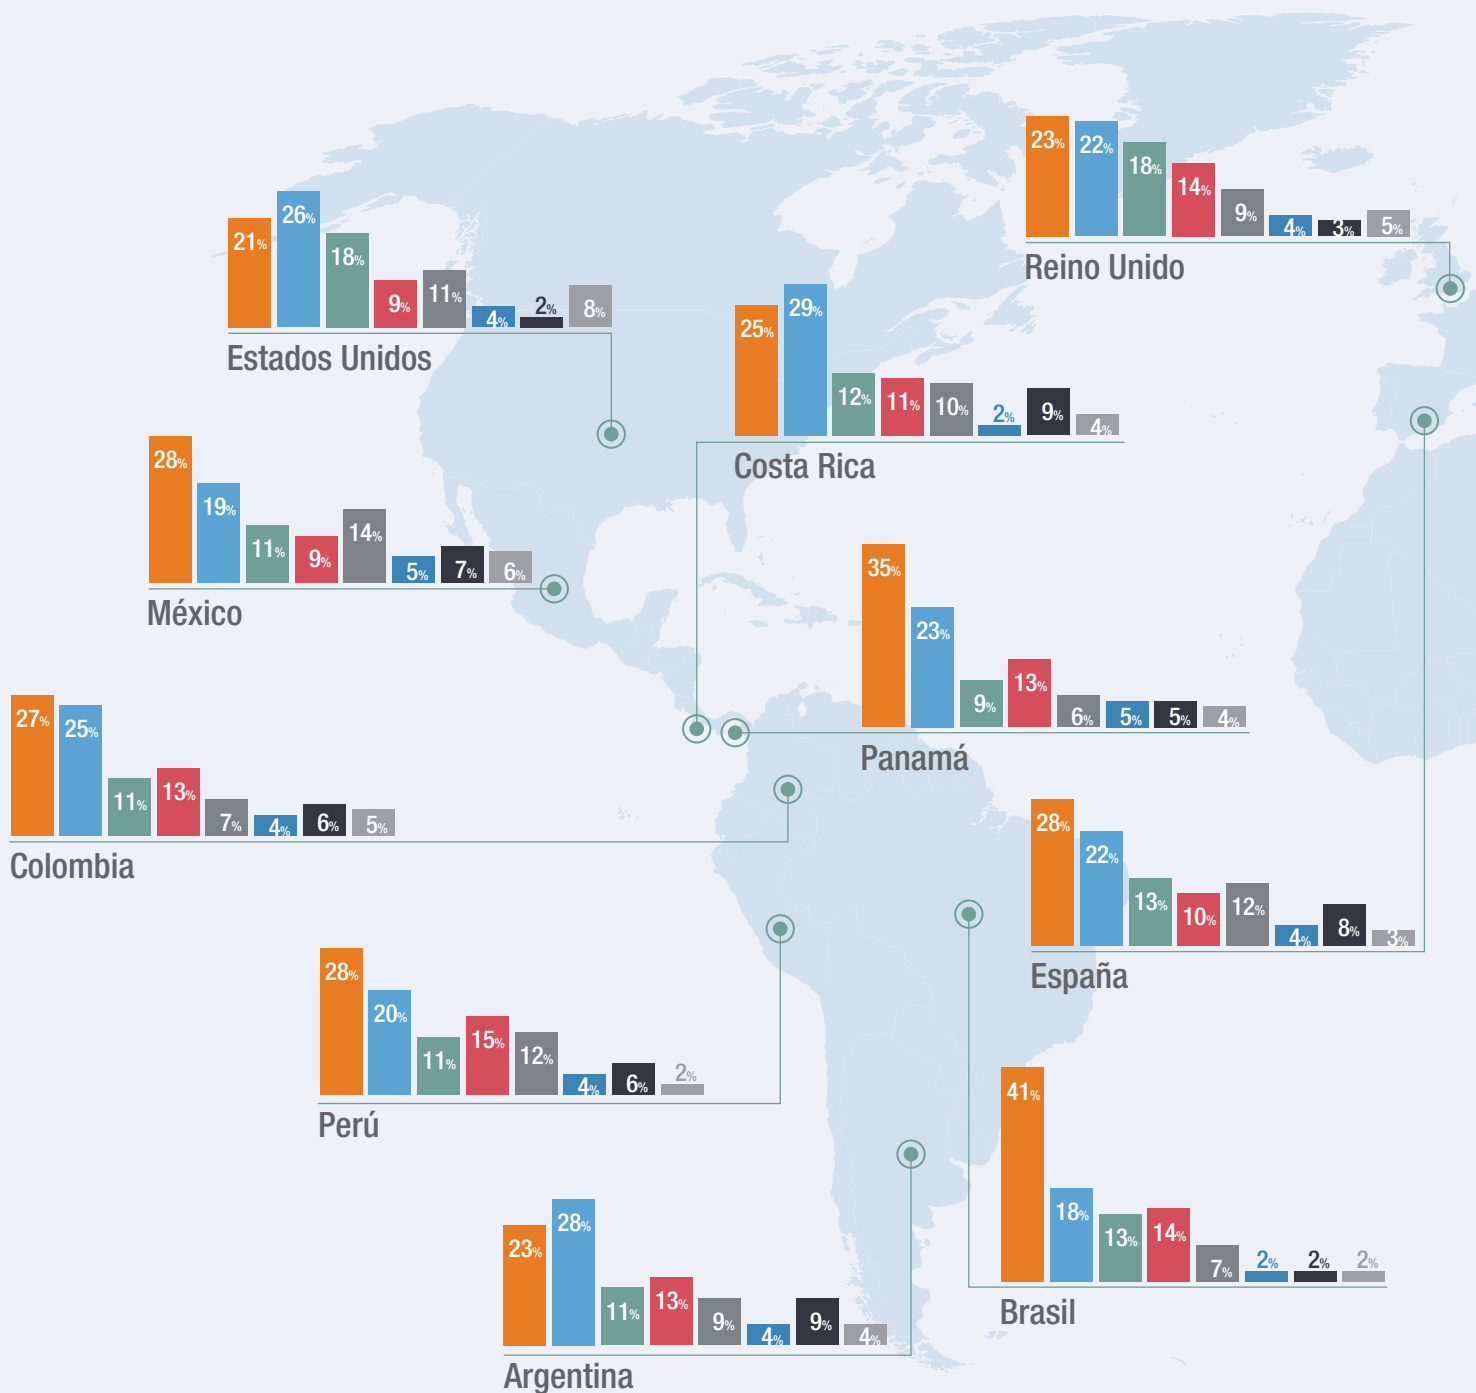 23% 22% 18% 14% 9% 4% 3% 5%
Reino Unido
21% 26% 18% 9% 11% 4% 2% 8%
Estados Unidos
25% 29% 12% 11% 10% 2% 9% 4%
Costa Rica
28% 19% 11% 9% 14% 5% 7% 6%
México
35% 23% 9% 13% 6% 5% 5% 4%
Panamá
27% 25% 11% 13% 7% 4% 6% 5%
Colombia
28% 22% 13% 10% 12% 4% 8% 3%
España
28% 20% 11% 15% 12% 4% 6% 2%
Perú
41% 18% 13% 14% 7% 2% 2% 2%
Brasil
23% 28% 11% 13% 9% 4% 9% 4%
Argentina